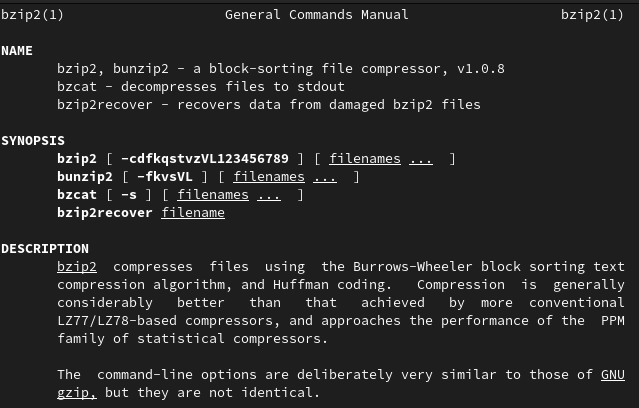 bzip2(1) General Commands Manual bzip2(1)
NAME
bzip2, bunzip2 - a block-sorting file compressor, v1.0.8
bzcat - decompresses files to stdout
bzip2recover - recovers data from damaged bzip2 files
SYNOPSIS
bzip2 [ -cdfkqstvzVL123456789 ] [ filenames ... ]
bunzip2 [ -fkvsVL ] [ filenames ... ]
bzcat [ -s ] [ filenames ... ]
bzip2recover filename
DESCRIPTION
bzip2 compresses files using the Burrows-Wheeler block sorting text
compression algorithm, and Huffman coding. Compression is generally
considerably better than that achieved by more conventional
LZ77/LZ78-based compressors, and approaches the performance of the PPM
family of statistical compressors.
The command-line options are deliberately very similar to those of GNU
gzip, but they are not identical.